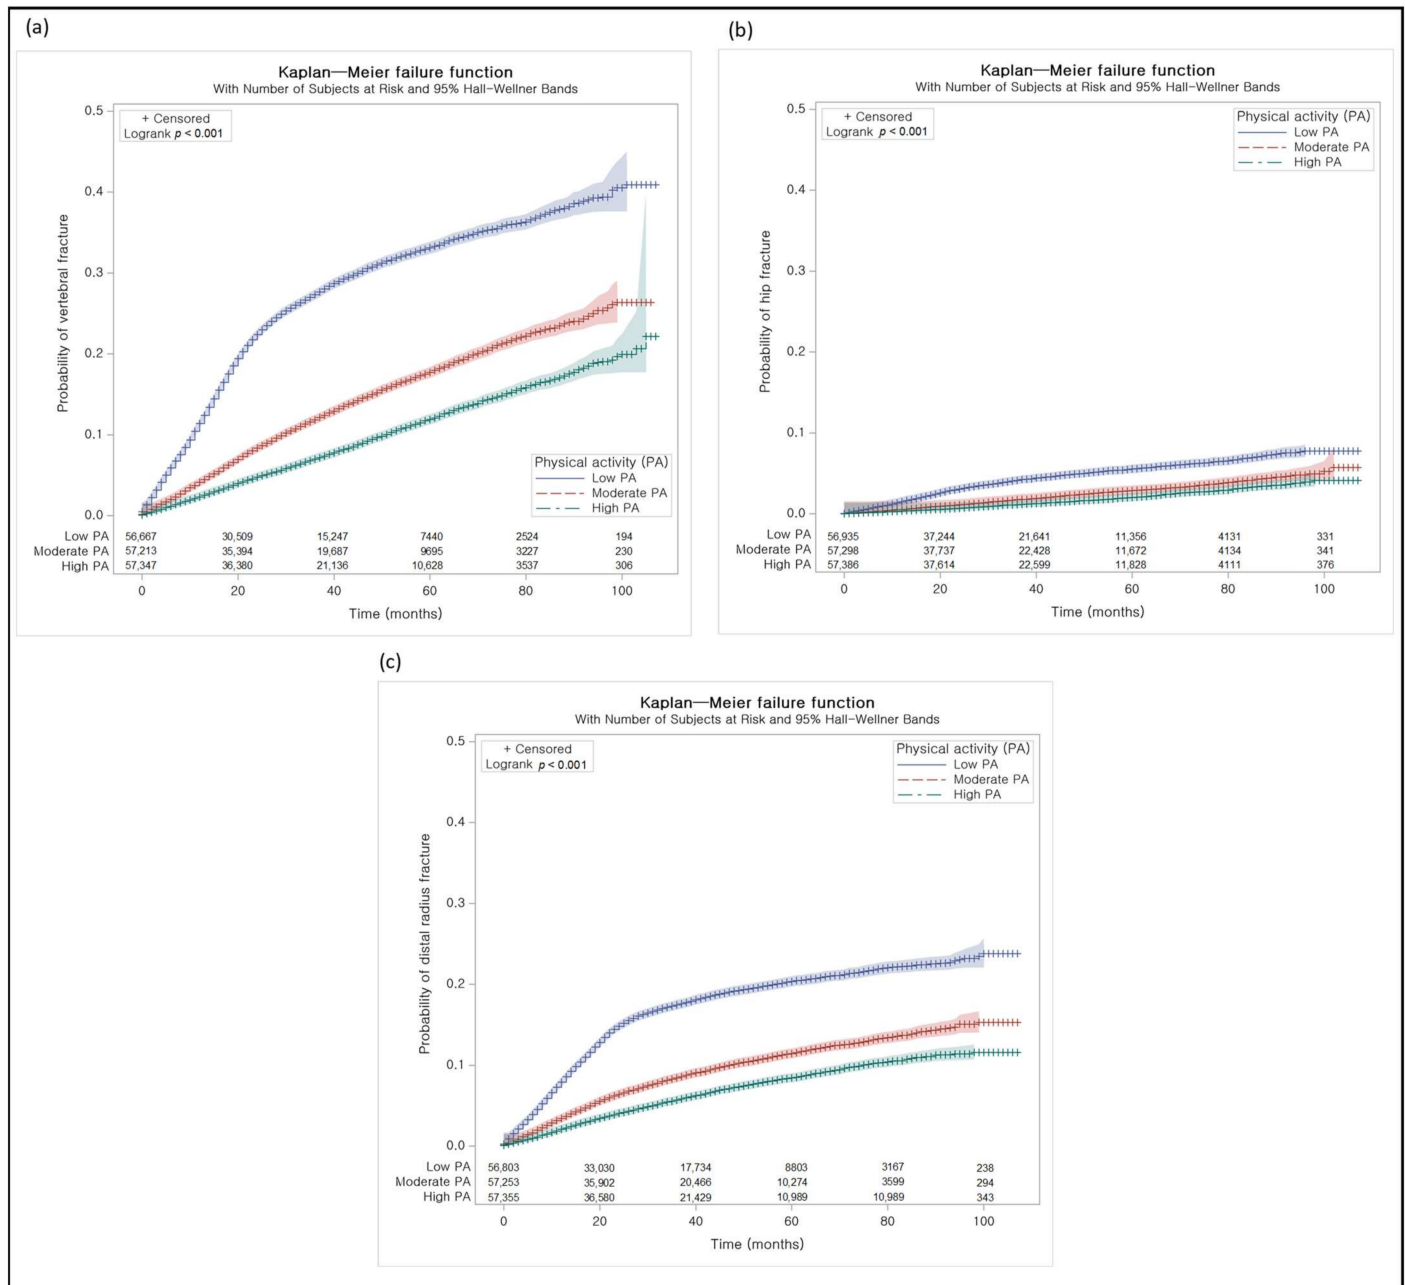 (a)
Kaplan—Meier failure function
With Number of Subjects at Risk and 95% Hall-Wellner Bands
+ Censored
Logrank p < 0.001
Probability of vertebral fracture
0.5
0.4
0.3
0.2
0.1
0.0
Physical activity (PA)
Low PA
Moderate PA
High PA
Low PA 56,667 30,509 15,247 7440 2524 194
Moderate PA 57,213 35,394 19,687 9695 3227 230
High PA 57,347 36,380 21,136 10,628 3537 306
0 20 40 60 80 100
Time (months)
(b)
Kaplan—Meier failure function
With Number of Subjects at Risk and 95% Hall-Wellner Bands
+ Censored
Logrank p < 0.001
Physical activity (PA)
Low PA
Moderate PA
High PA
Probability of hip fracture
0.5
0.4
0.3
0.2
0.1
0.0
Low PA 56,935 37,244 21,641 11,356 4131 331
Moderate PA 57,298 37,737 22,428 11,672 4134 341
High PA 57,386 37,614 22,599 11,828 4111 376
0 20 40 60 80 100
Time (months)
(c)
Kaplan—Meier failure function
With Number of Subjects at Risk and 95% Hall-Wellner Bands
+ Censored
Logrank p < 0.001
Physical activity (PA)
Low PA
Moderate PA
High PA
Probability of distal radius fracture
0.5
0.4
0.3
0.2
0.1
0.0
Low PA 56,803 33,030 17,734 8803 3167 238
Moderate PA 57,253 35,902 20,466 10,274 3599 294
High PA 57,355 36,580 21,429 10,989 10,989 343
0 20 40 60 80 100
Time (months)